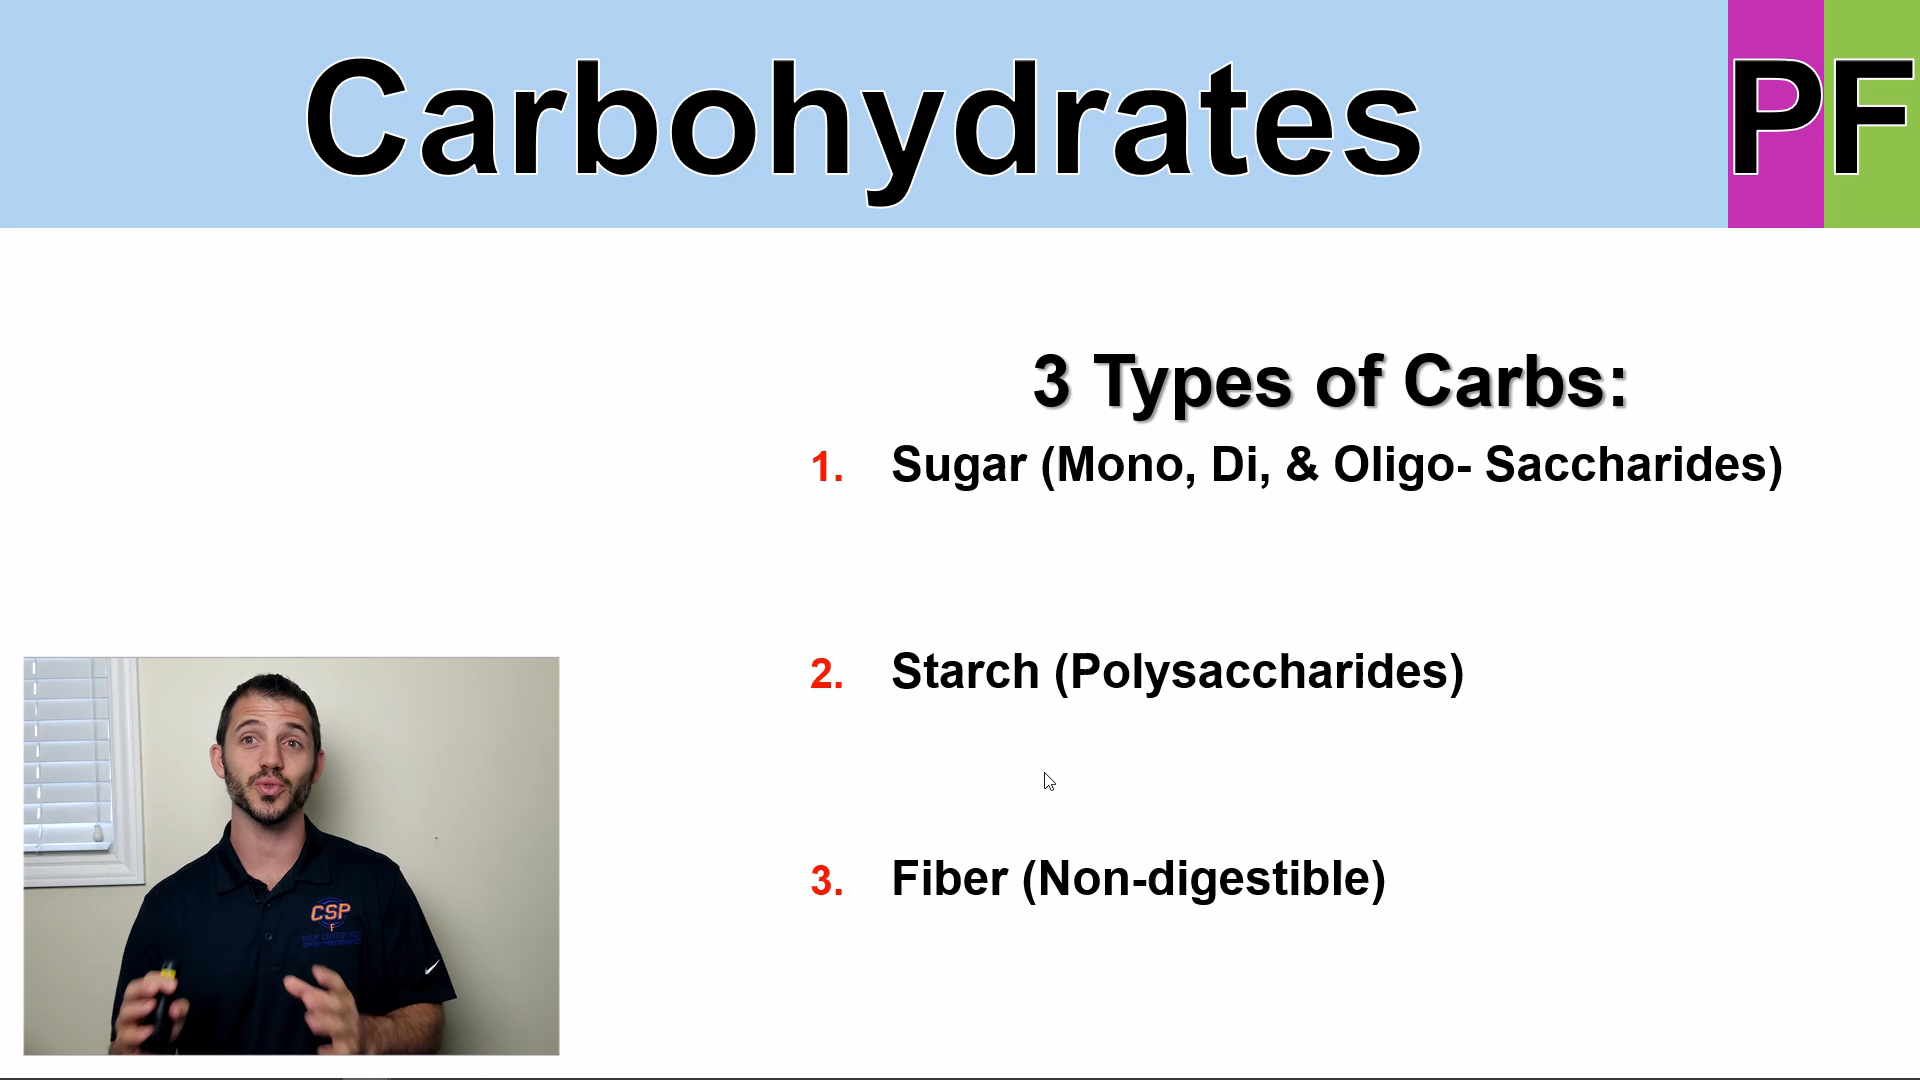 Carbohydrates
PF
3 Types of Carbs:
1. Sugar (Mono, Di, & Oligo- Saccharides)
2. Starch (Polysaccharides)
3. Fiber (Non-digestible)
CSP
F